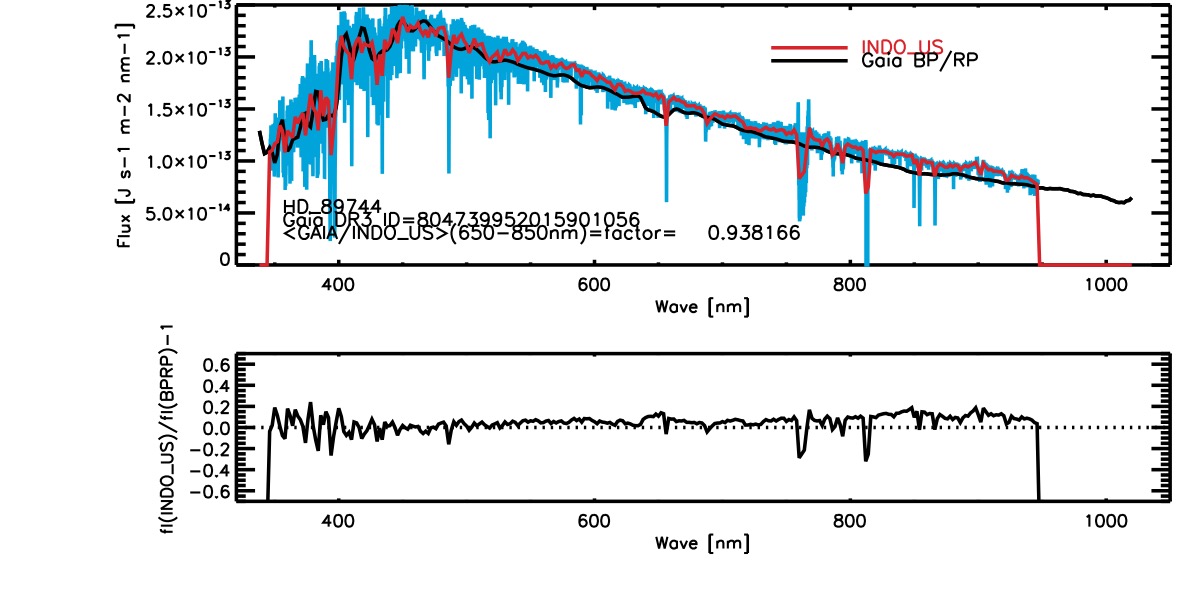 2.5×10−13
2.0×10−13
1.5×10−13
1.0×10−13
5.0×10−14
0
Flux [J s−1 m−2 nm−1]
INDO_US
Gaia BP/RP
HD_89744
Gaia DR3 ID=804739952015901056
<GAIA/INDO_US>(650−850nm)=factor= 0.938166
400 600 800 1000
Wave [nm]
0.6
0.4
0.2
0.0
−0.2
−0.4
−0.6
fl(INDO_US)/fl(BPRP)−1
400 600 800 1000
Wave [nm]